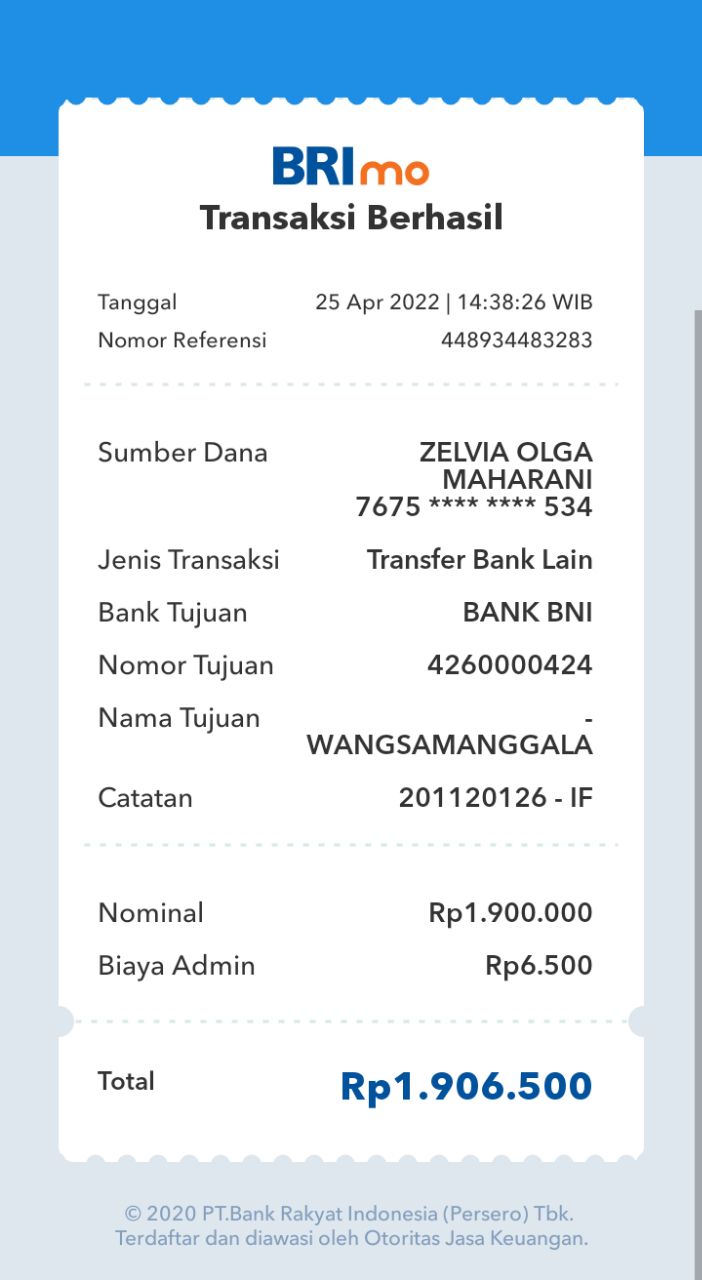 BRImo
Transaksi Berhasil
Tanggal 25 Apr 2022 | 14:38:26 WIB
Nomor Referensi 448934483283
Sumber Dana ZELVIA OLGA
MAHARANI
7675 **** **** 534
Jenis Transaksi Transfer Bank Lain
Bank Tujuan BANK BNI
Nomor Tujuan 4260000424
Nama Tujuan -
WANGSAMANGGALA
Catatan 201120126 - IF
Nominal Rp1.900.000
Biaya Admin Rp6.500
Total Rp1.906.500
© 2020 PT.Bank Rakyat Indonesia (Persero) Tbk.
Terdaftar dan diawasi oleh Otoritas Jasa Keuangan.